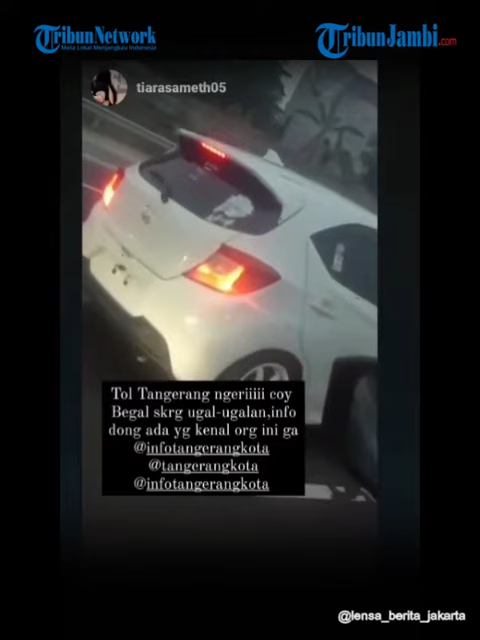 TribunNetwork
Mata Lokal Menjangkau Indonesia
TribunJambi.com
tiarasameth05
Tol Tangerang ngeriiiii coy
Begal skrg ugal-ugalan,info
dong ada yg kenal org ini ga
@infotangerangkota
@tangerangkota
@infotangerangkota
@lensa_berita_jakarta